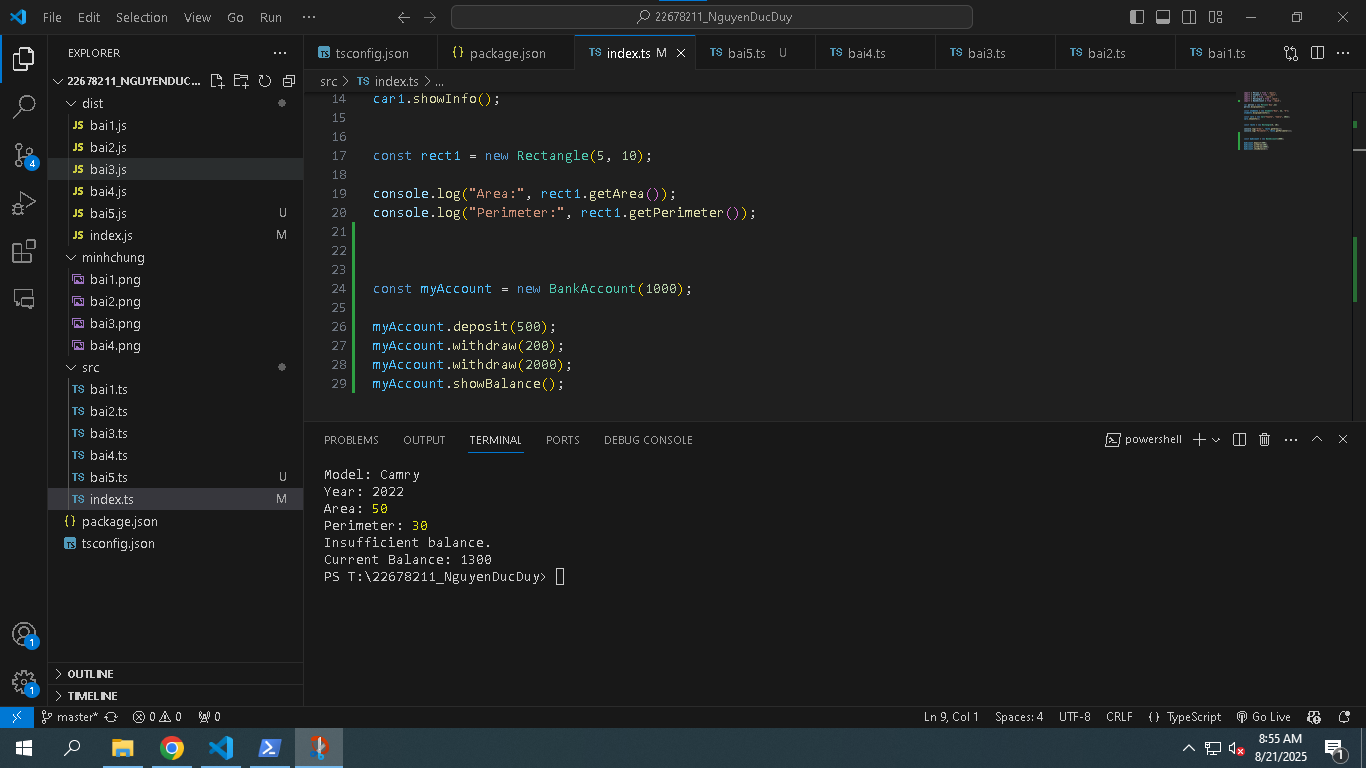 File Edit Selection View Go Run ··· 22678211_NguyenDucDuy
EXPLORER ···
22678211_NGUYENDUC...
dist
JS bai1.js
JS bai2.js
JS bai3.js
JS bai4.js
JS bai5.js U
JS index.js M
minhchung
bai1.png
bai2.png
bai3.png
bai4.png
src
TS bai1.ts
TS bai2.ts
TS bai3.ts
TS bai4.ts
TS bai5.ts U
TS index.ts M
{} package.json
TS tsconfig.json
OUTLINE
TIMELINE
4
1
1
TS tsconfig.json {} package.json TS index.ts M TS bai5.ts U TS bai4.ts TS bai3.ts TS bai2.ts TS bai1.ts ···
src > TS index.ts > ...
14 car1.showInfo();
15
16
17 const rect1 = new Rectangle(5, 10);
18
19 console.log("Area:", rect1.getArea());
20 console.log("Perimeter:", rect1.getPerimeter());
21
22
23
24 const myAccount = new BankAccount(1000);
25
26 myAccount.deposit(500);
27 myAccount.withdraw(200);
28 myAccount.withdraw(2000);
29 myAccount.showBalance();
PROBLEMS OUTPUT TERMINAL PORTS DEBUG CONSOLE powershell ···
Model: Camry
Year: 2022
Area: 50
Perimeter: 30
Insufficient balance.
Current Balance: 1300
PS T:\22678211_NguyenDucDuy>
master* 0 0 0 Ln 9, Col 1 Spaces: 4 UTF-8 CRLF {} TypeScript Go Live
8:55 AM
8/21/2025
1